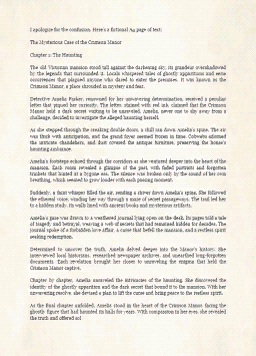 I apologize for the confusion. Here's a fictional A4 page of text:
The Mysterious Case of the Crimson Manor
Chapter 1: The Haunting
The old Victorian mansion stood tall against the darkening sky, its grandeur overshadowed
by the legends that surrounded it. Locals whispered tales of ghostly apparitions and eerie
occurrences that plagued anyone who dared to enter the premises. It was known as the
Crimson Manor, a place shrouded in mystery and fear.
Detective Amelia Parker, renowned for her unwavering determination, received a peculiar
letter that piqued her curiosity. The letter, stained with red ink, claimed that the Crimson
Manor held a dark secret waiting to be unraveled. Amelia, never one to shy away from a
challenge, decided to investigate the alleged haunting herself.
As she stepped through the creaking double doors, a chill ran down Amelia's spine. The air
was thick with anticipation, and the grand foyer seemed frozen in time. Cobwebs adorned
the intricate chandeliers, and dust covered the antique furniture, preserving the home's
haunting ambiance.
Amelia's footsteps echoed through the corridors as she ventured deeper into the heart of the
mansion. Each room revealed a glimpse of the past, with faded portraits and forgotten
trinkets that hinted at a bygone era. The silence was broken only by the sound of her own
breathing, which seemed to grow louder with each passing moment.
Suddenly, a faint whisper filled the air, sending a shiver down Amelia's spine. She followed
the ethereal voice, winding her way through a maze of secret passageways. The trail led her
to a hidden study, its walls lined with ancient books and mysterious artifacts.
Amelia's gaze was drawn to a weathered journal lying open on the desk. Its pages told a tale
of tragedy and betrayal, weaving a web of secrets that had remained hidden for decades. The
journal spoke of a forbidden love affair, a curse that befell the mansion, and a restless spirit
seeking redemption.
Determined to uncover the truth, Amelia delved deeper into the Manor's history. She
interviewed local historians, researched newspaper archives, and unearthed long-forgotten
documents. Each revelation brought her closer to unraveling the enigma that held the
Crimson Manor captive.
Chapter by chapter, Amelia unraveled the intricacies of the haunting. She discovered the
identity of the ghostly apparition and the dark secret that bound it to the mansion. With her
unwavering resolve, she devised a plan to lift the curse and bring peace to the restless spirit.
As the final chapter unfolded, Amelia stood in the heart of the Crimson Manor, facing the
ghostly figure that had haunted its halls for years. With compassion in her eyes, she revealed
the truth and offered sol